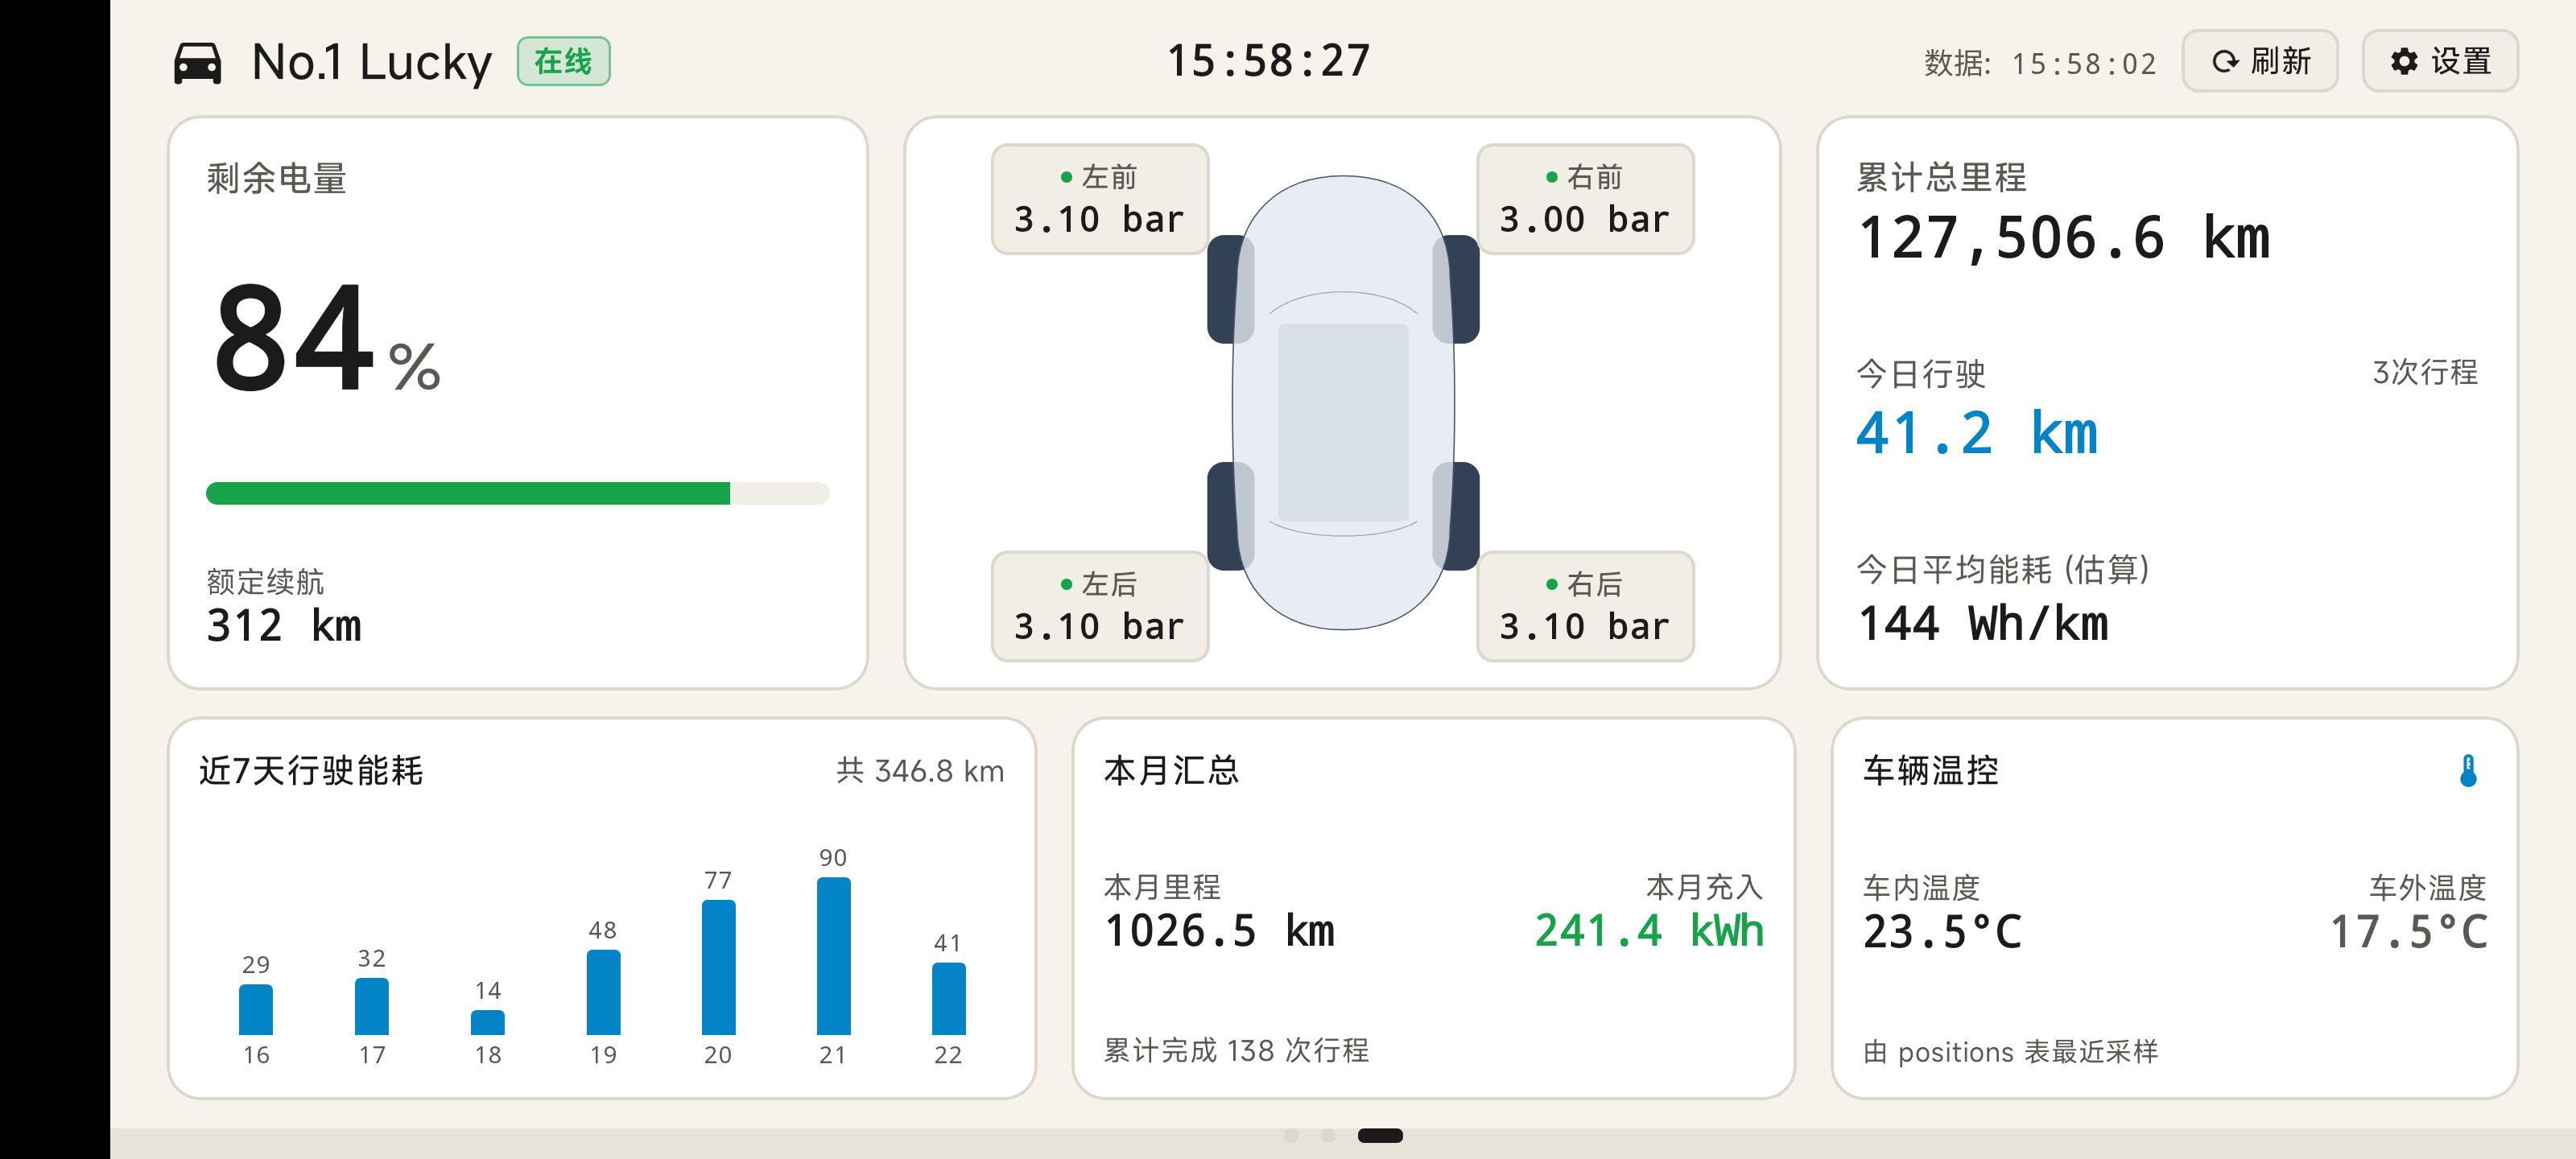 No.1 Lucky 在线
15:58:27
数据: 15:58:02 刷新 设置
剩余电量
84%
额定续航
312 km
左前
3.10 bar
右前
3.00 bar
左后
3.10 bar
右后
3.10 bar
累计总里程
127,506.6 km
今日行驶 3次行程
41.2 km
今日平均能耗 (估算)
144 Wh/km
近7天行驶能耗 共 346.8 km
29 32 14 48 77 90 41
16 17 18 19 20 21 22
本月汇总
本月里程 本月充入
1026.5 km 241.4 kWh
累计完成 138 次行程
车辆温控
车内温度 车外温度
23.5°C 17.5°C
由 positions 表最近采样